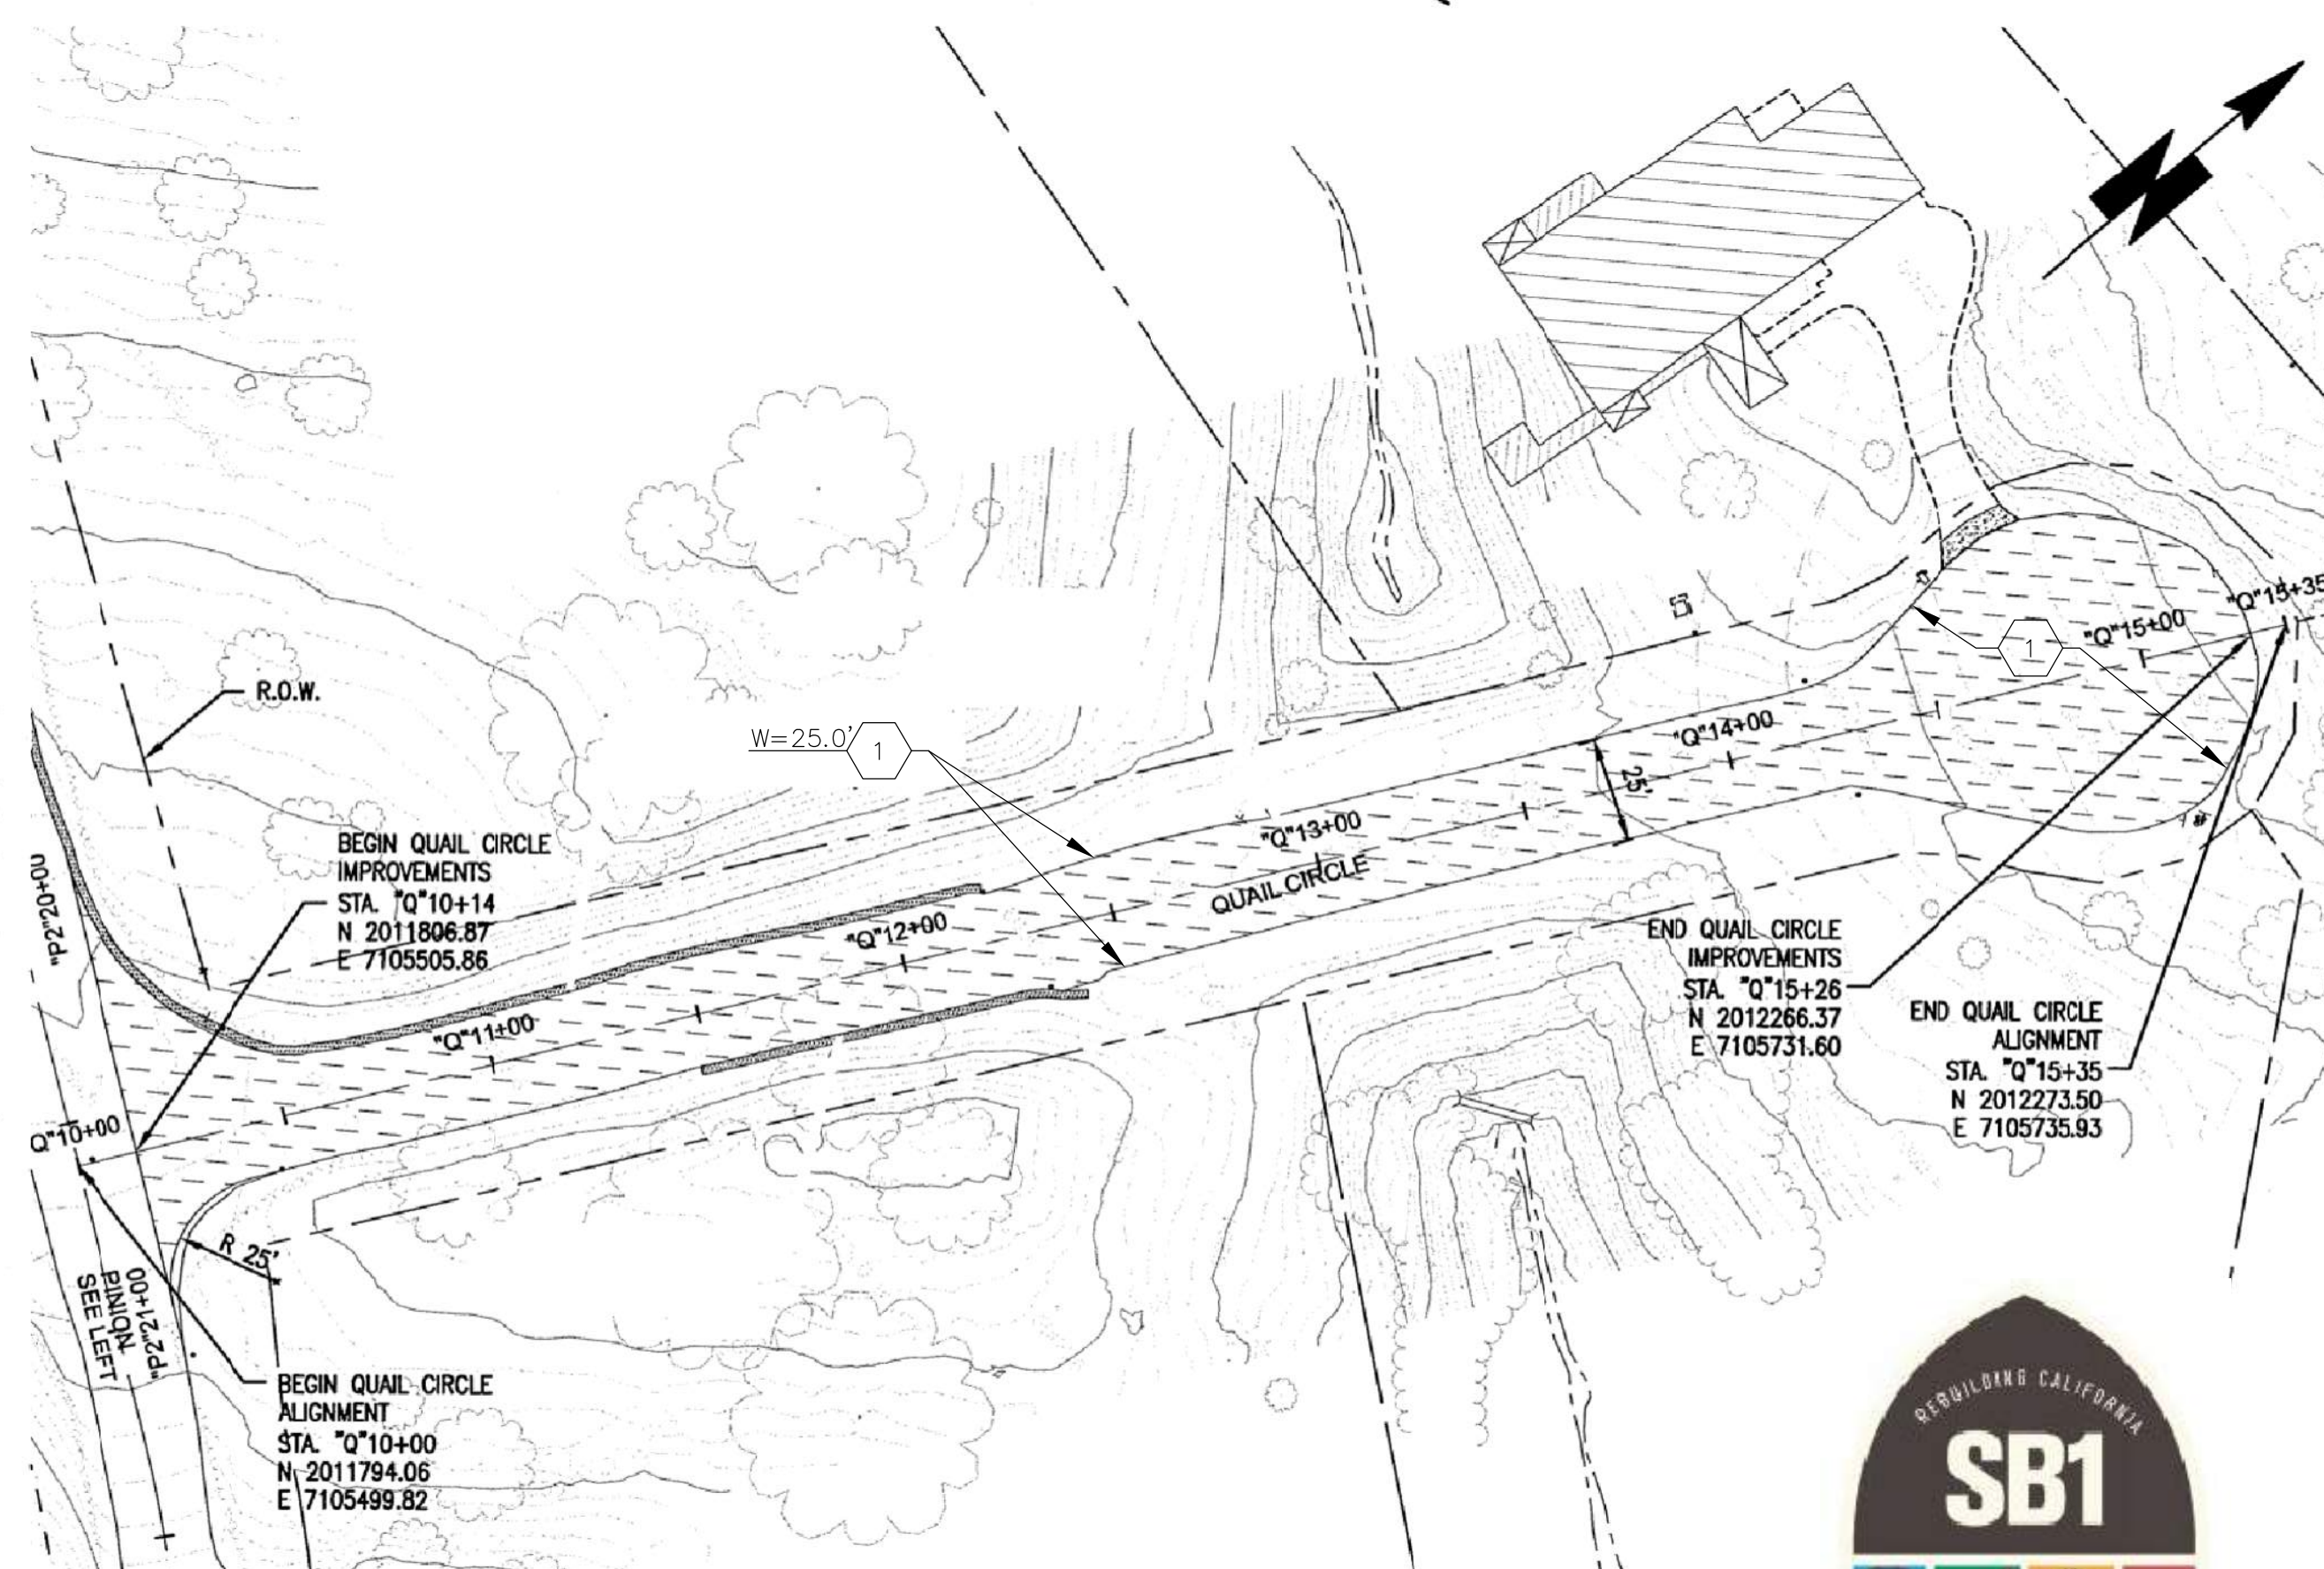 R.O.W.
W=25.0'
1
BEGIN QUAIL CIRCLE
IMPROVEMENTS
STA. "Q"10+14
N 2011806.87
E 7105505.86
"P2"20+00
Q"10+00
"Q"11+00
"Q"12+00
"Q"13+00
QUAIL CIRCLE
25'
"Q"14+00
1
"Q"15+00
"Q"15+35
END QUAIL CIRCLE
IMPROVEMENTS
STA. "Q"15+26
N 2012266.37
E 7105731.60
END QUAIL CIRCLE
ALIGNMENT
STA. "Q"15+35
N 2012273.50
E 7105735.93
R 25'
"P2"21+00
PINION
SEE LEFT
BEGIN QUAIL CIRCLE
ALIGNMENT
STA. "Q"10+00
N 2011794.06
E 7105499.82
REBUILDING CALIFORNIA
SB1